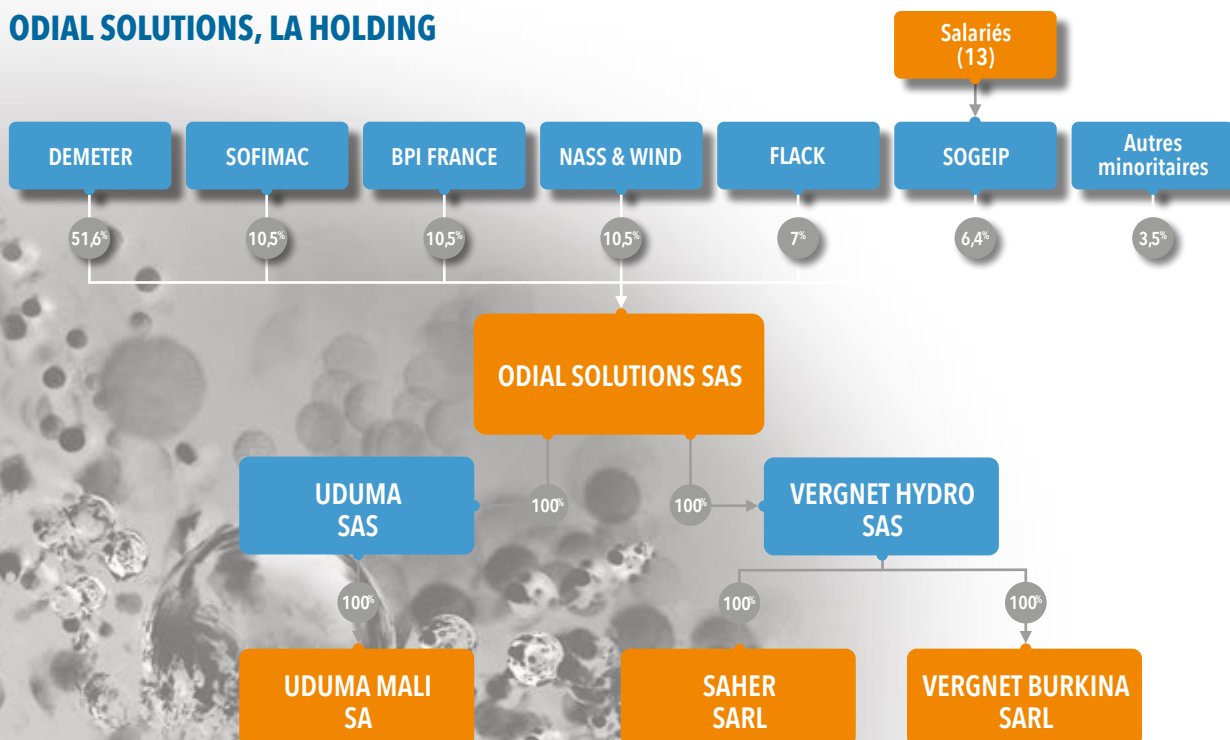 ODIAL SOLUTIONS, LA HOLDING
Salariés
(13)
DEMETER
SOFIMAC
BPI FRANCE
NASS & WIND
FLACK
SOGEIP
Autres
minoritaires
51,6%
10,5%
10,5%
10,5%
7%
6,4%
3,5%
ODIAL SOLUTIONS SAS
UDUMA
SAS
100%
100%
VERGNET HYDRO
SAS
100%
100%
100%
UDUMA MALI
SA
SAHER
SARL
VERGNET BURKINA
SARL